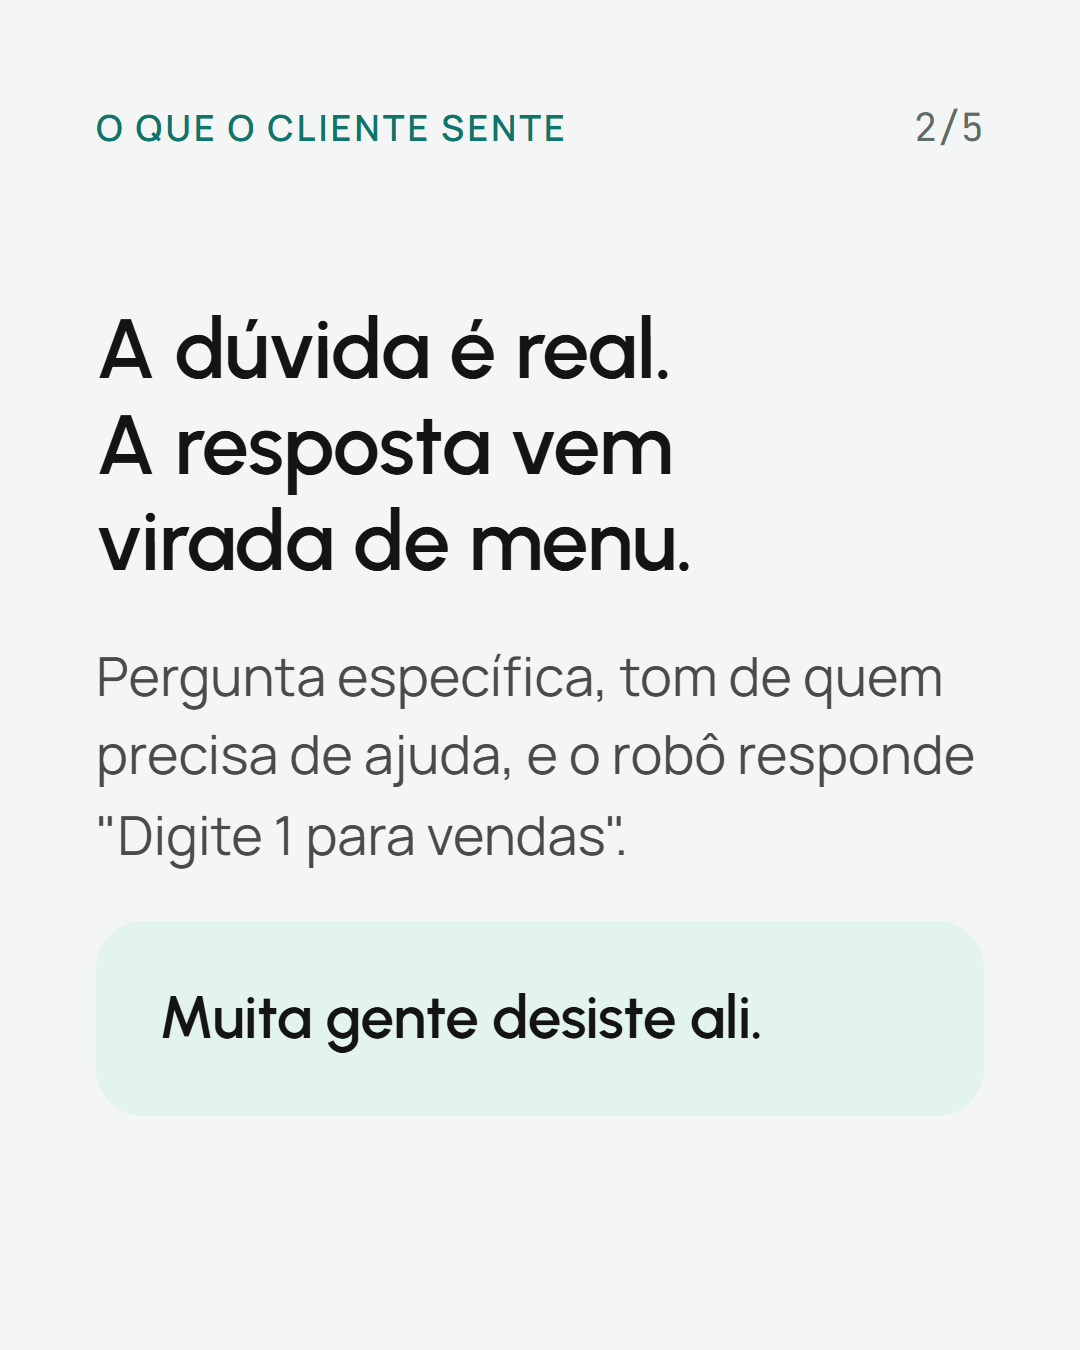 O QUE O CLIENTE SENTE
2/5
A dúvida é real.
A resposta vem
virada de menu.
Pergunta específica, tom de quem
precisa de ajuda, e o robô responde
"Digite 1 para vendas".
Muita gente desiste ali.